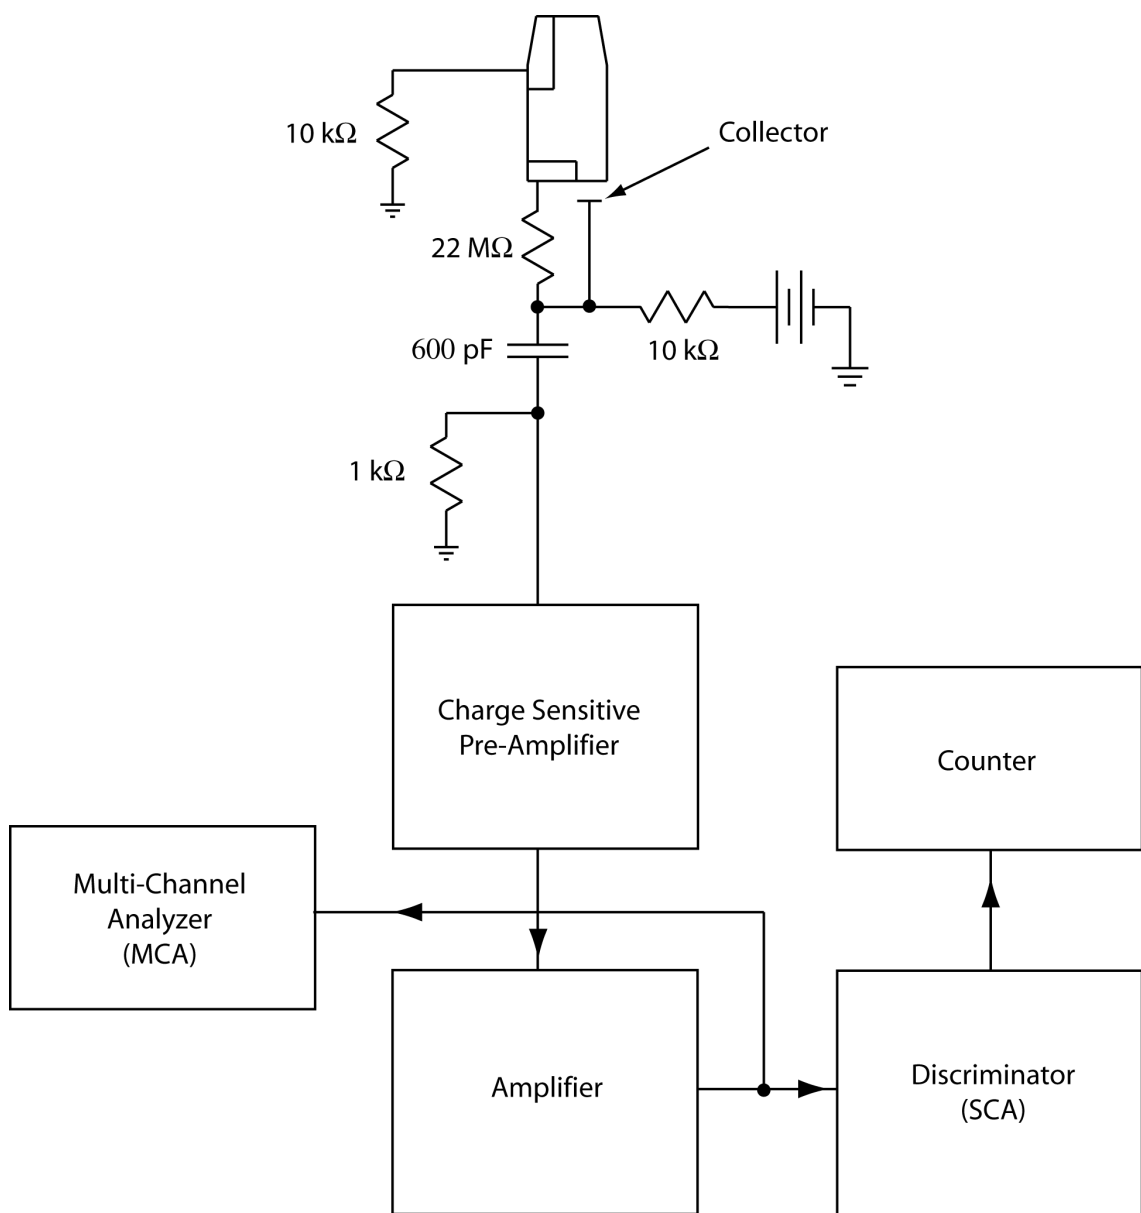 10 kΩ
Collector
22 MΩ
600 pF
10 kΩ
1 kΩ
Charge Sensitive
Pre-Amplifier
Counter
Multi-Channel
Analyzer
(MCA)
Amplifier
Discriminator
(SCA)